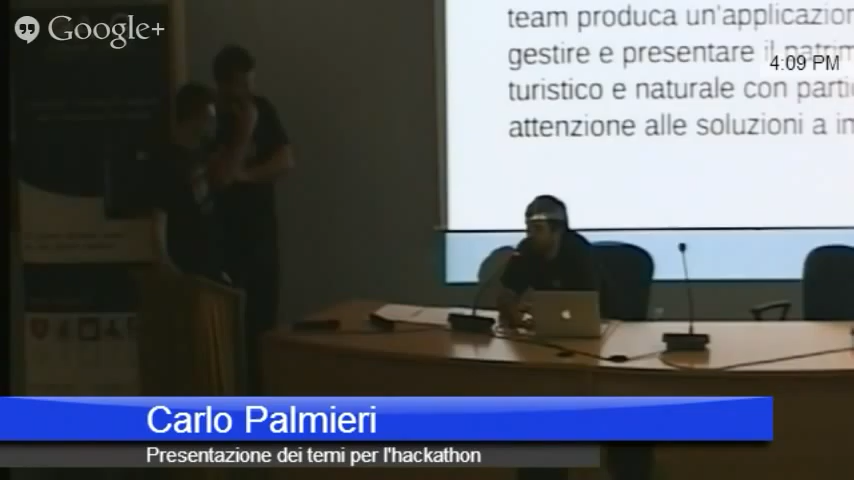 Google+
team produca un'applicazion
gestire e presentare il patrim
4:09 PM
turistico e naturale con parti
attenzione alle soluzioni a in
Carlo Palmieri
Presentazione dei temi per l'hackathon